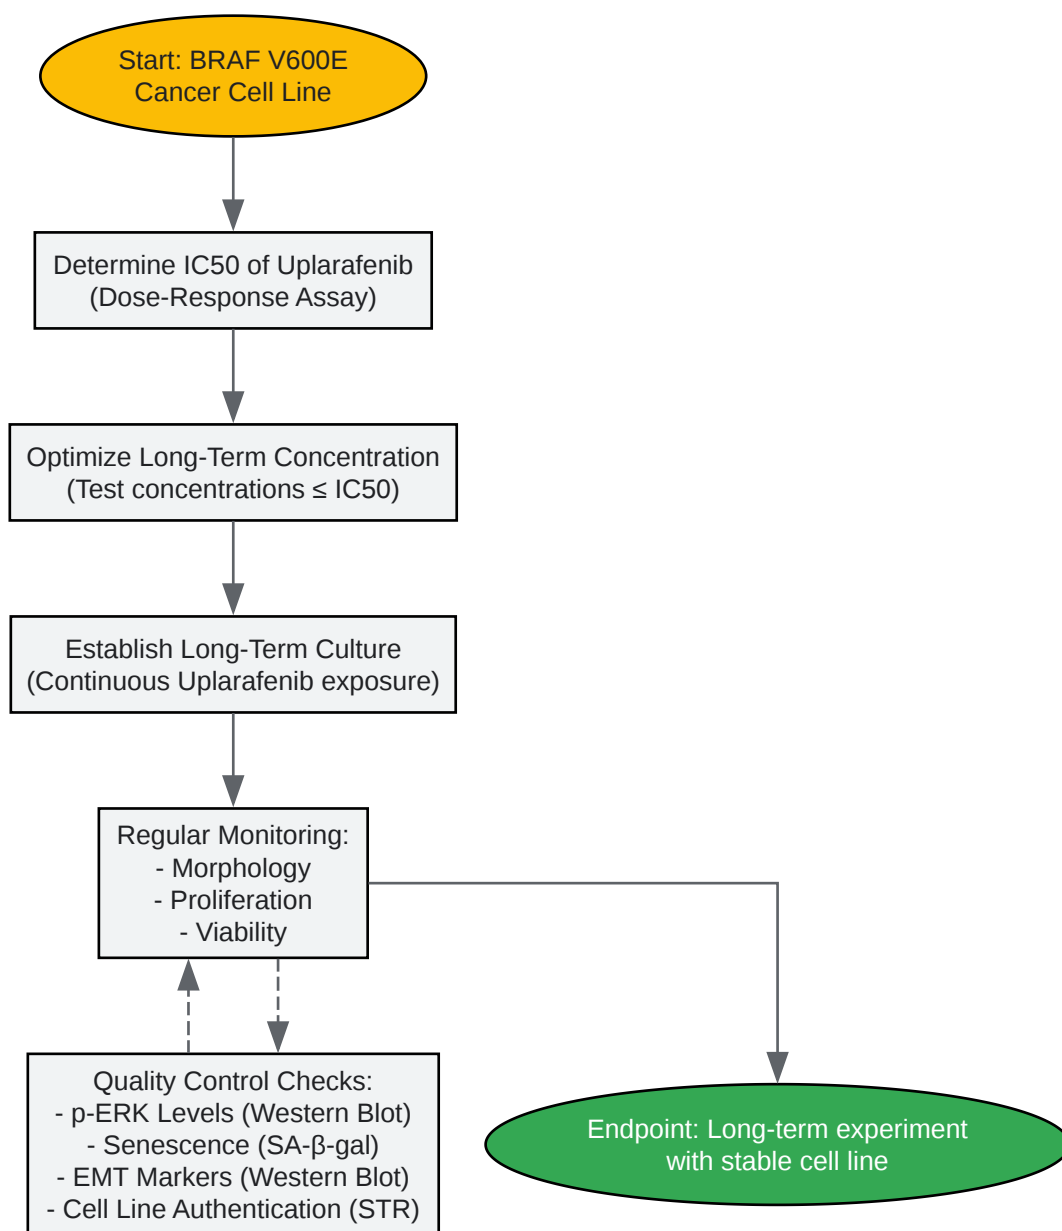 Start: BRAF V600E
Cancer Cell Line
Determine IC50 of Uplarafenib
(Dose-Response Assay)
Optimize Long-Term Concentration
(Test concentrations ≤ IC50)
Establish Long-Term Culture
(Continuous Uplarafenib exposure)
Regular Monitoring:
- Morphology
- Proliferation
- Viability
Quality Control Checks:
- p-ERK Levels (Western Blot)
- Senescence (SA-β-gal)
- EMT Markers (Western Blot)
- Cell Line Authentication (STR)
Endpoint: Long-term experiment
with stable cell line